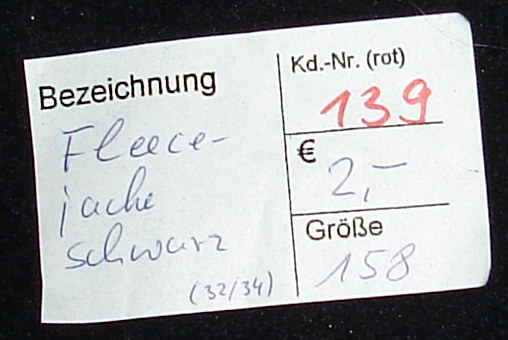 Bezeichnung
Fleece-
jacke
schwarz
(32/34)
Kd.-Nr. (rot)
139
€
2,-
Größe
158